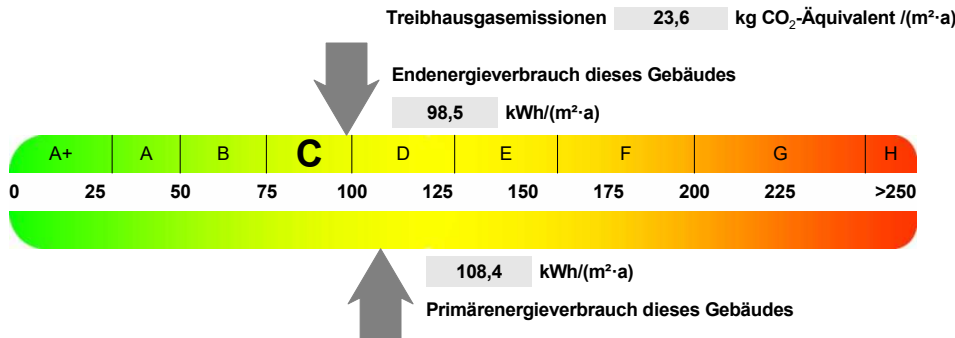 Treibhausgasemissionen 23,6 kg CO₂-Äquivalent /(m²·a)
Endenergieverbrauch dieses Gebäudes
98,5 kWh/(m²·a)
A+ A B C D E F G H
0 25 50 75 100 125 150 175 200 225 >250
108,4 kWh/(m²·a)
Primärenergieverbrauch dieses Gebäudes